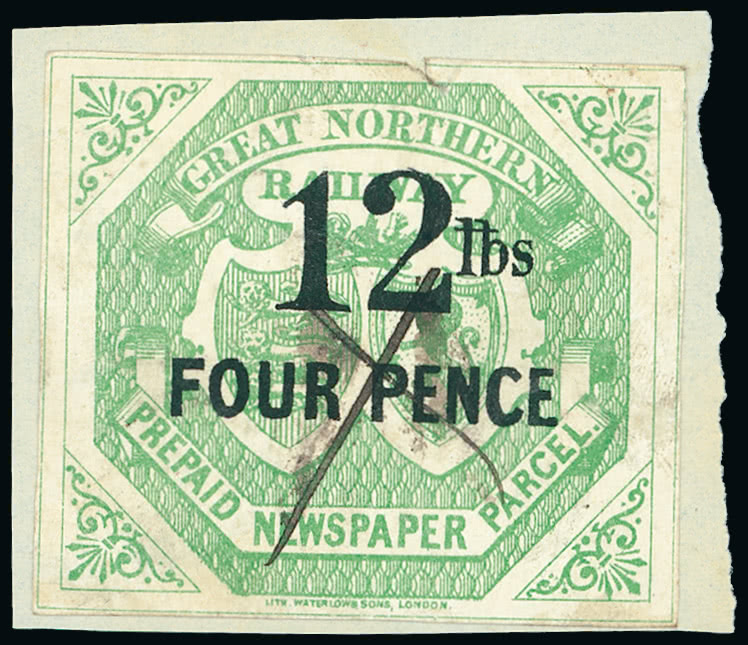 GREAT NORTHERN
RAILWAY
12 lbs
FOUR PENCE
PREPAID NEWSPAPER PARCEL.
LITH. WATERLOW & SONS, LONDON.